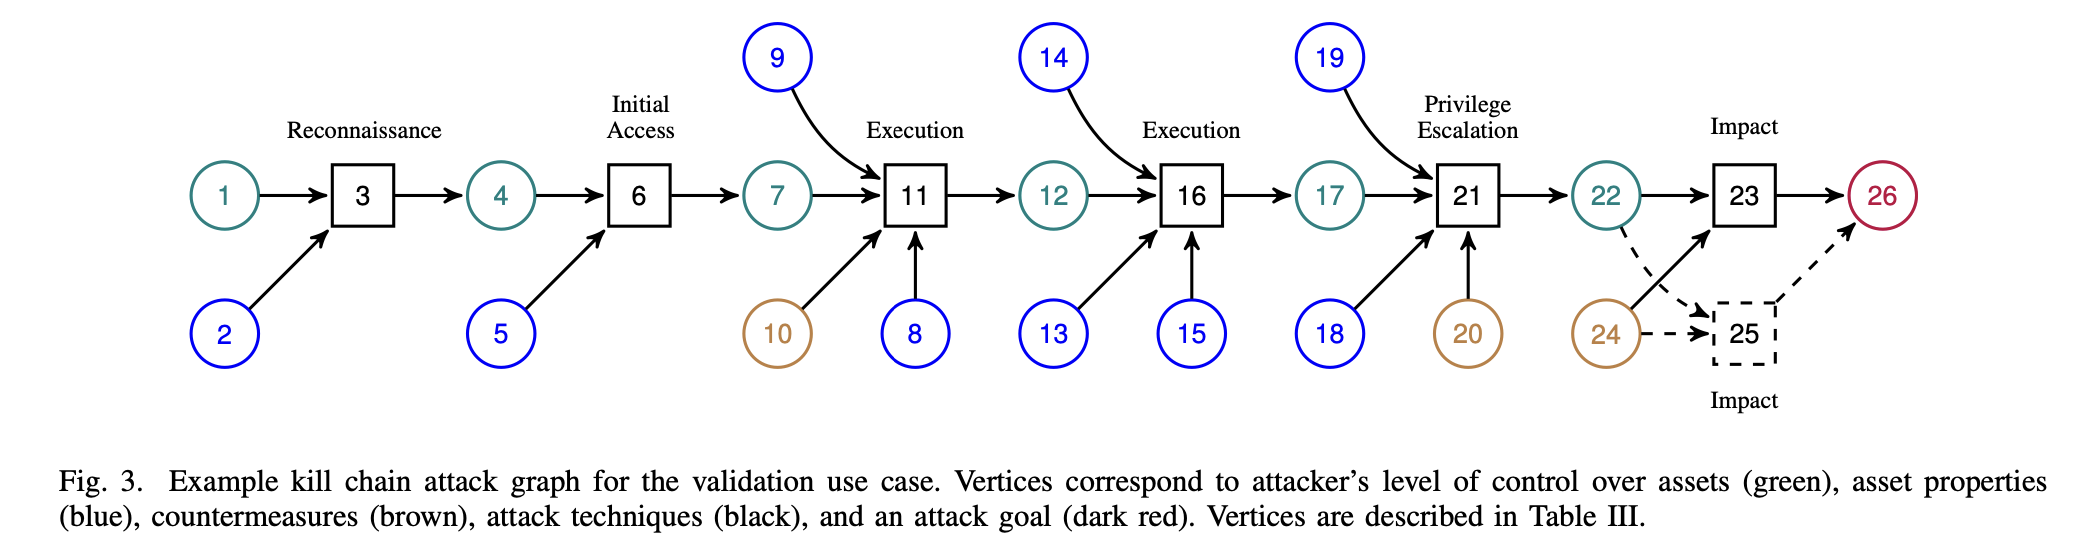 9
14
19
Initial
Privilege
Reconnaissance
Access
Execution
Execution
Escalation
Impact
1
3
4
6
7
11
12
16
17
21
22
23
26
2
5
10
8
13
15
18
20
24
25
Impact
Fig. 3. Example kill chain attack graph for the validation use case. Vertices correspond to attacker's level of control over assets (green), asset properties
(blue), countermeasures (brown), attack techniques (black), and an attack goal (dark red). Vertices are described in Table III.